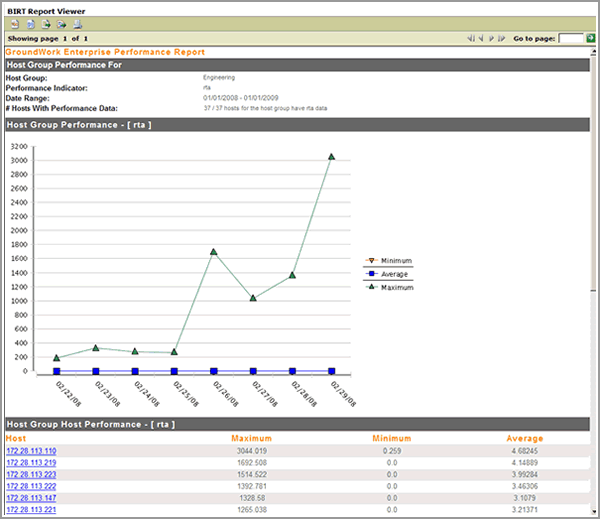 BIRT Report Viewer
Showing page 1 of 1
Go to page:
GroundWork Enterprise Performance Report
Host Group Performance For
Host Group: Engineering
Performance Indicator: rta
Date Range: 01/01/2008 - 01/01/2009
# Hosts With Performance Data: 37 / 37 hosts for the host group have rta data
Host Group Performance - [ rta ]
3200
3000
2800
2600
2400
2200
2000
1800
1600
1400
1200
1000
800
600
400
200
0
Minimum
Average
Maximum
02/22/08 02/23/08 02/24/08 02/25/08 02/26/08 02/27/08 02/28/08 02/29/08
Host Group Host Performance - [ rta ]
Host Maximum Minimum Average
172.28.113.110 3044.019 0.259 4.68245
172.28.113.219 1692.508 0.0 4.14889
172.28.113.223 1514.522 0.0 3.99284
172.28.113.222 1392.781 0.0 3.46306
172.28.113.147 1328.58 0.0 3.1079
172.28.113.221 1265.038 0.0 3.21371